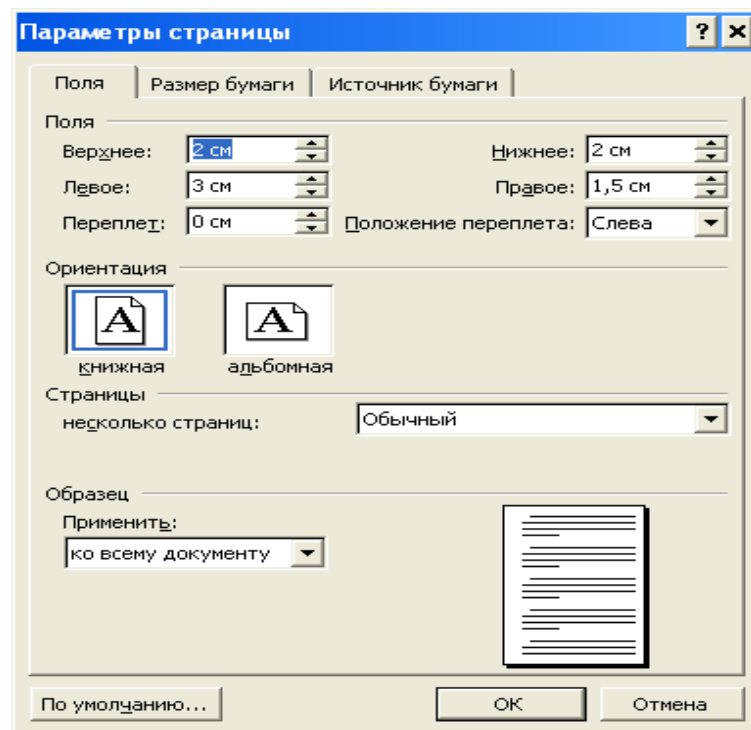 Параметры страницы ? ×
Поля Размер бумаги Источник бумаги
Поля
Верхнее: 2 см Нижнее: 2 см
Левое: 3 см Правое: 1,5 см
Переплет: 0 см Положение переплета: Слева
Ориентация
A A
книжная альбомная
Страницы
несколько страниц: Обычный
Образец
Применить:
ко всему документу
По умолчанию... ОК Отмена